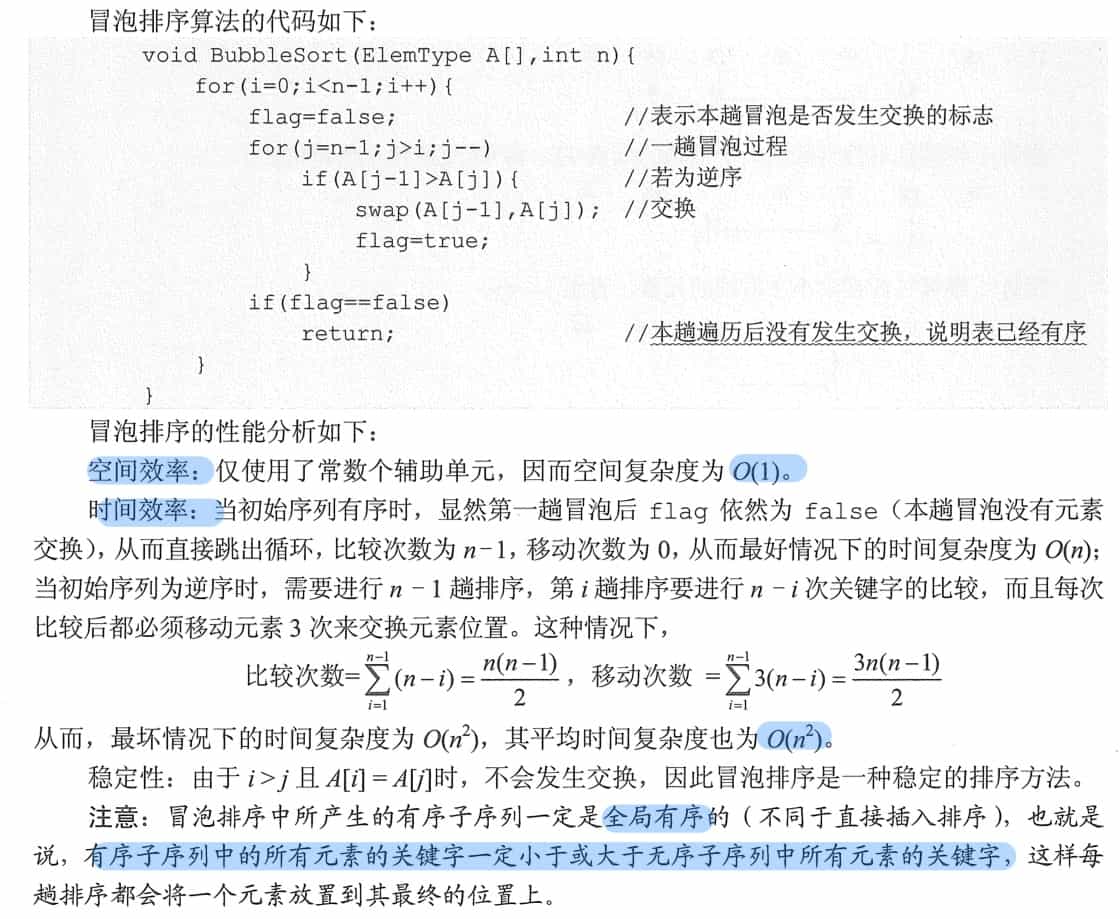 冒泡排序算法的代码如下：
void BubbleSort(ElemType A[],int n){
for(i=0;i<n-1;i++){
flag=false; //表示本趟冒泡是否发生交换的标志
for(j=n-1;j>i;j--) //一趟冒泡过程
if(A[j-1]>A[j]){ //若为逆序
swap(A[j-1],A[j]); //交换
flag=true;
}
if(flag==false)
return; //本趟遍历后没有发生交换，说明表已经有序
}
}
冒泡排序的性能分析如下：
空间效率：仅使用了常数个辅助单元，因而空间复杂度为 O(1)。
时间效率：当初始序列有序时，显然第一趟冒泡后 flag 依然为 false（本趟冒泡没有元素
交换），从而直接跳出循环，比较次数为 n-1，移动次数为 0，从而最好情况下的时间复杂度为 O(n)；
当初始序列为逆序时，需要进行 n - 1 趟排序，第 i 趟排序要进行 n - i 次关键字的比较，而且每次
比较后都必须移动元素 3 次来交换元素位置。这种情况下，
比较次数=∑_{i=1}^{n-1}(n-i)=n(n-1)/2，移动次数 =∑_{i=1}^{n-1}3(n-i)=3n(n-1)/2
从而，最坏情况下的时间复杂度为 O(n²)，其平均时间复杂度也为 O(n²)。
稳定性：由于 i>j 且 A[i]=A[j]时，不会发生交换，因此冒泡排序是一种稳定的排序方法。
注意：冒泡排序中所产生的有序子序列一定是全局有序的（不同于直接插入排序），也就是
说，有序子序列中的所有元素的关键字一定小于或大于无序子序列中所有元素的关键字，这样每
趟排序都会将一个元素放置到其最终的位置上。